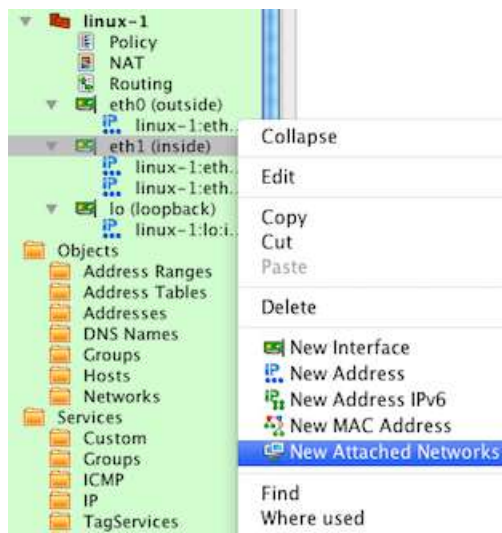 linux-1
Policy
NAT
Routing
eth0 (outside)
linux-1:eth..
eth1 (inside)
linux-1:eth..
linux-1:eth..
lo (loopback)
linux-1:lo:i..
Objects
Address Ranges
Address Tables
Addresses
DNS Names
Groups
Hosts
Networks
Services
Custom
Groups
ICMP
IP
TagServices
Collapse
Edit
Copy
Cut
Paste
Delete
New Interface
IP New Address
IP6 New Address IPv6
New MAC Address
New Attached Networks
Find
Where used